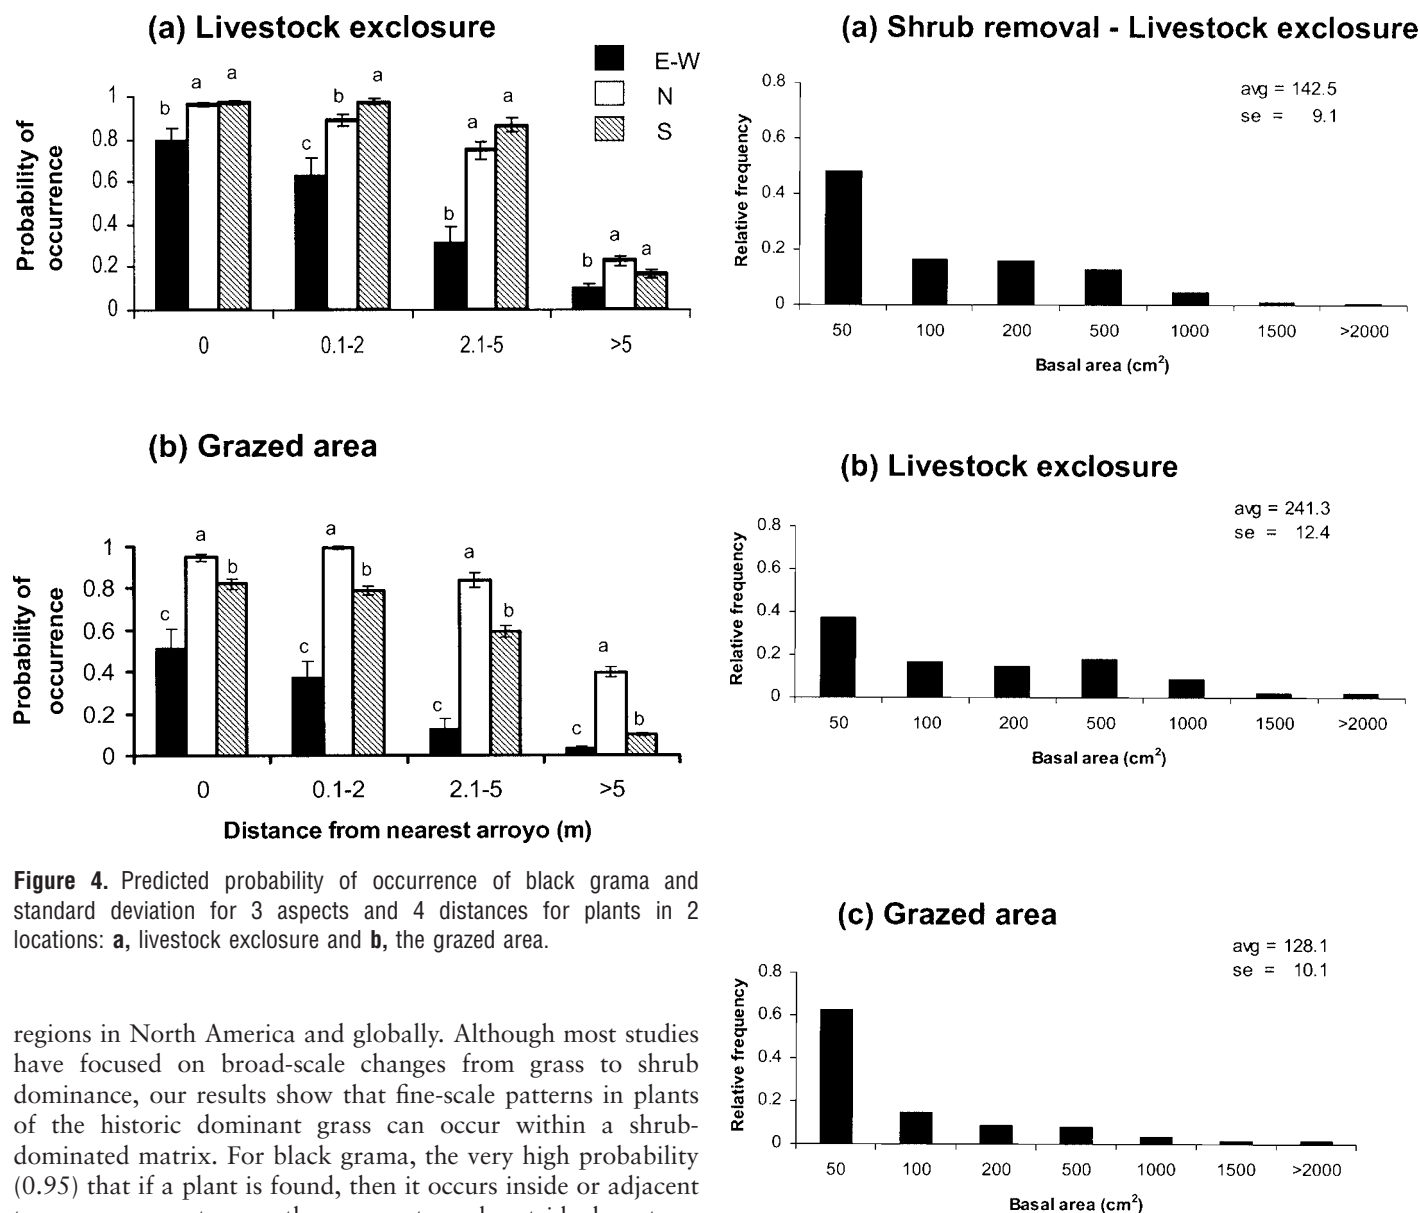 (a) Livestock exclosure
E-W
N
S
Probability of
occurrence
1
0.8
0.6
0.4
0.2
0
b a a
c b a
b a a
b a a
0 0.1-2 2.1-5 >5
(b) Grazed area
Probability of
occurrence
1
0.8
0.6
0.4
0.2
0
c a b
c a b
c a b
c a b
0 0.1-2 2.1-5 >5
Distance from nearest arroyo (m)
Figure 4. Predicted probability of occurrence of black grama and
standard deviation for 3 aspects and 4 distances for plants in 2
locations: a, livestock exclosure and b, the grazed area.
regions in North America and globally. Although most studies
have focused on broad-scale changes from grass to shrub
dominance, our results show that fine-scale patterns in plants
of the historic dominant grass can occur within a shrub-
dominated matrix. For black grama, the very high probability
(0.95) that if a plant is found, then it occurs inside or adjacent
(a) Shrub removal - Livestock exclosure
avg = 142.5
se = 9.1
Relative frequency
0.8
0.6
0.4
0.2
0
50 100 200 500 1000 1500 >2000
Basal area (cm²)
(b) Livestock exclosure
avg = 241.3
se = 12.4
Relative frequency
0.8
0.6
0.4
0.2
0
50 100 200 500 1000 1500 >2000
Basal area (cm²)
(c) Grazed area
avg = 128.1
se = 10.1
Relative frequency
0.8
0.6
0.4
0.2
0
50 100 200 500 1000 1500 >2000
Basal area (cm²)